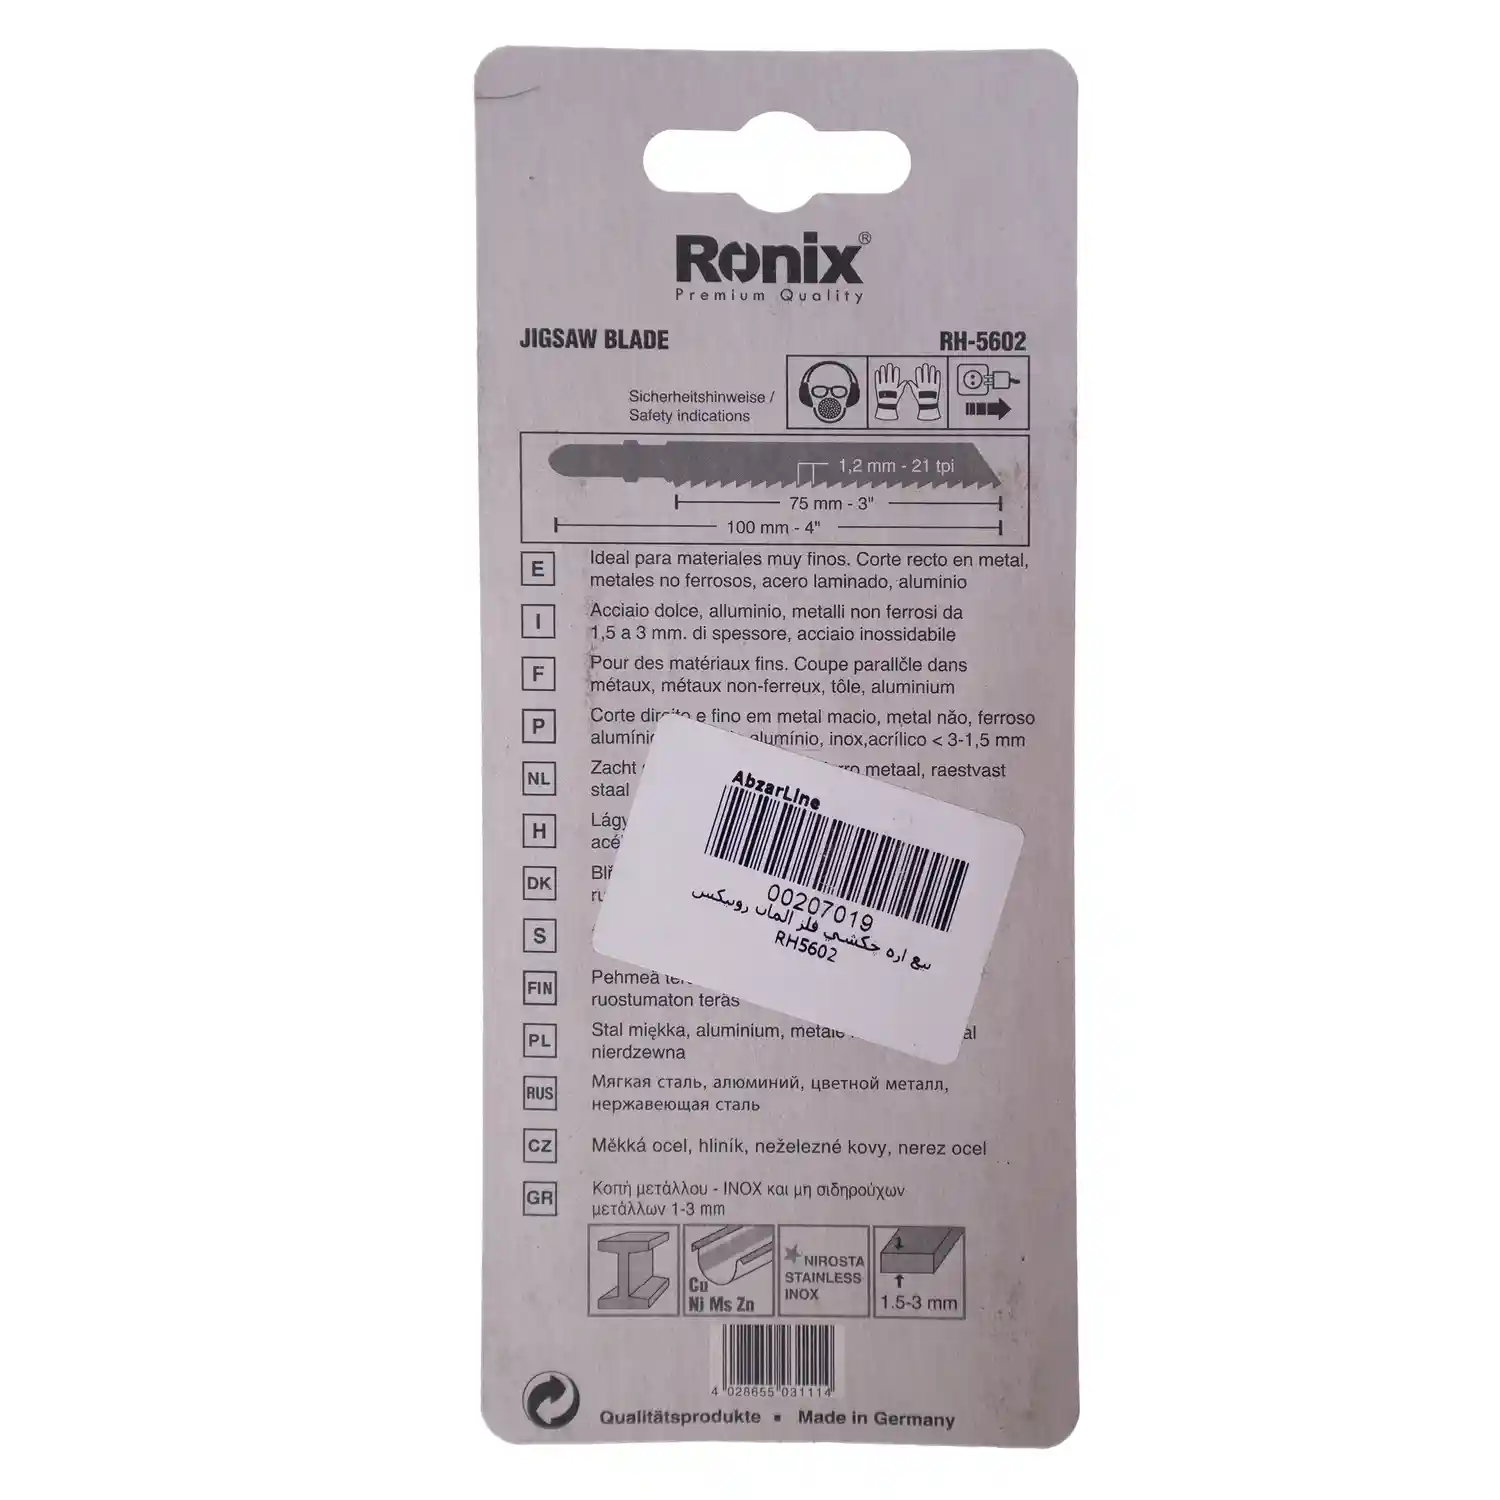 Ronix®
Premium Quality
JIGSAW BLADE
RH-5602
Sicherheitshinweise /
Safety indications
1,2 mm - 21 tpi
75 mm - 3"
100 mm - 4"
E
Ideal para materiales muy finos. Corte recto en metal,
metales no ferrosos, acero laminado, aluminio
I
Acciaio dolce, alluminio, metalli non ferrosi da
1,5 a 3 mm. di spessore, acciaio inossidabile
F
Pour des matériaux fins. Coupe parallčle dans
métaux, métaux non-ferreux, tôle, aluminium
P
Corte direito e fino em metal macio, metal năo, ferroso
alumínio, inox,acrílico < 3-1,5 mm
NL
Zacht metaal, raestvast
staal
H
DK
S
FIN
Pehmeä
ruostumaton teräs
PL
Stal miękka, aluminium, metale
nierdzewna
RUS
Мягкая сталь, алюминий, цветной металл,
нержавеющая сталь
CZ
Měkká ocel, hliník, neželezné kovy, nerez ocel
GR
Κοπή μετάλλου - INOX και μη σιδηρούχων
μετάλλων 1-3 mm
AbzarLine
00207019
تیغ اره چکشي فلز آلمان رونیکس
RH5602
Cu
Ni Ms Zn
NIROSTA
STAINLESS
INOX
1.5-3 mm
4 028655 031114
Qualitätsprodukte ▪ Made in Germany